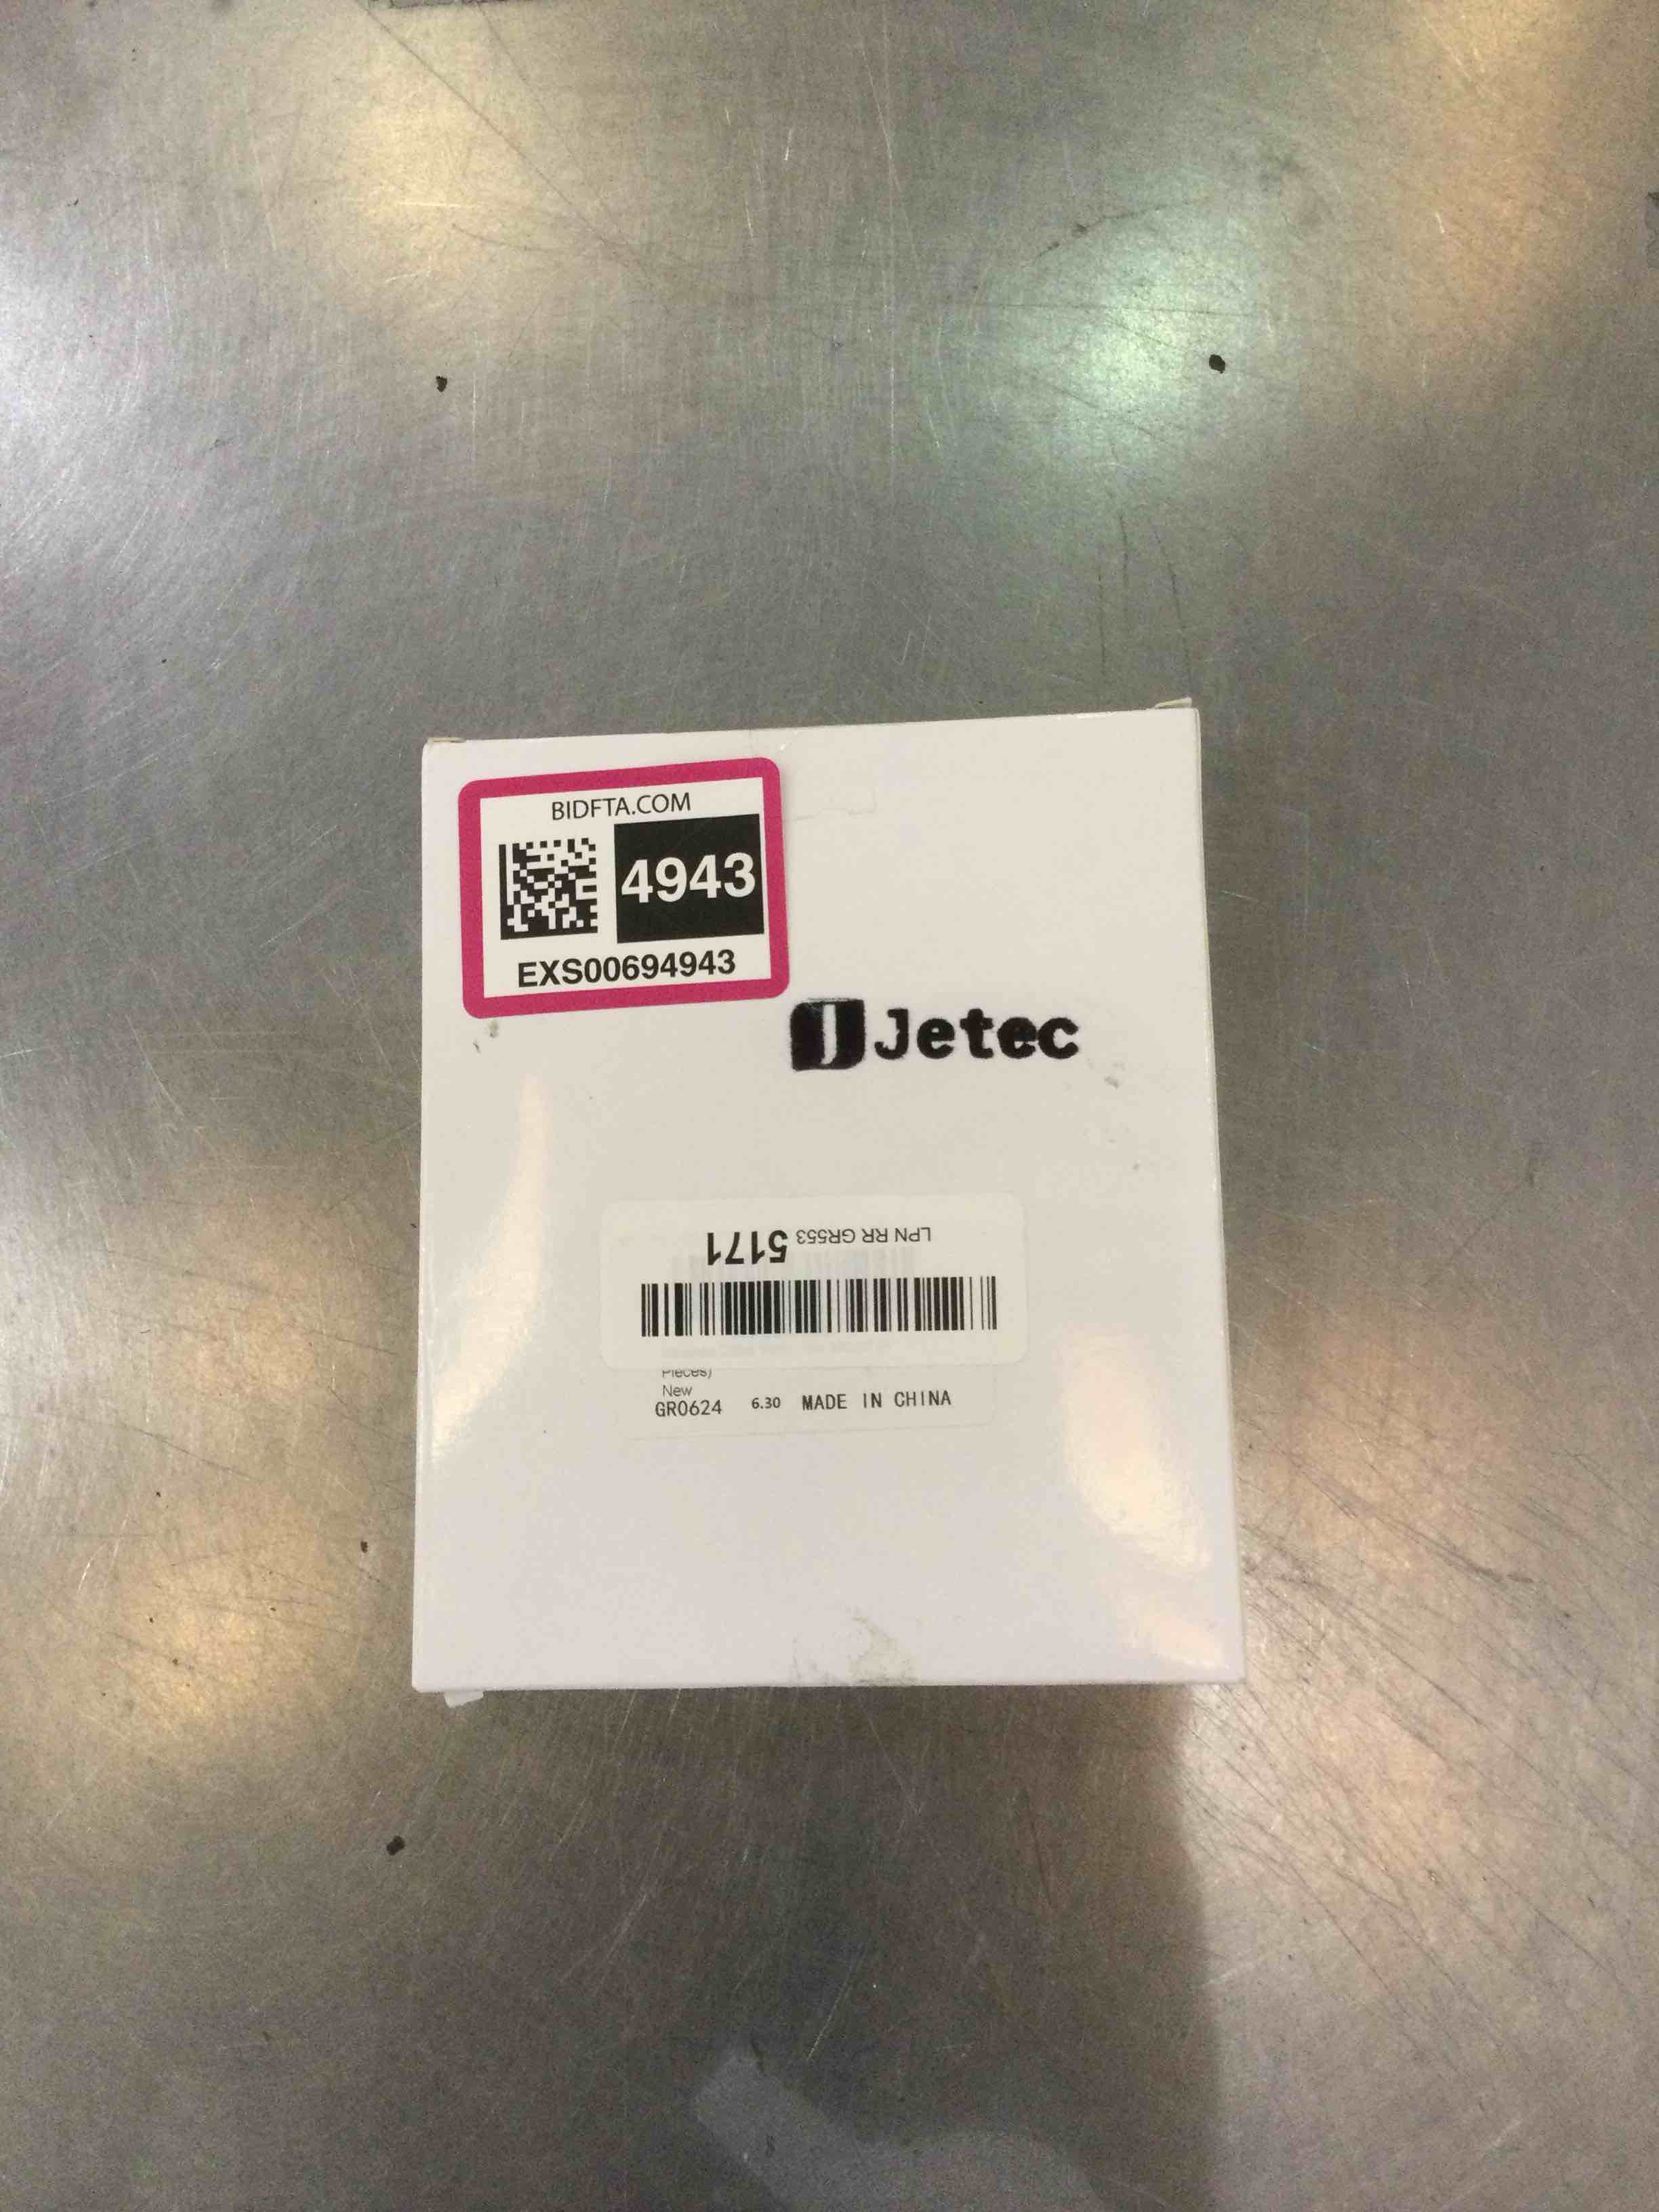 BIDFTA.COM
4943
EXS00694943
Jetec
LPN RR GR553 5171
Pieces)
New
GR0624 6.30 MADE IN CHINA